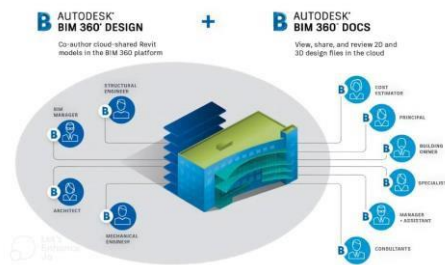 AUTODESK®
BIM 360® DESIGN
Co-author cloud-shared Revit
models in the BIM 360 platform
+
AUTODESK®
BIM 360® DOCS
View, share, and review 2D and
3D design files in the cloud
STRUCTURAL
ENGINEER
BIM
MANAGER
ARCHITECT
MECHANICAL
ENGINEER
COST
ESTIMATOR
PRINCIPAL
BUILDING
OWNER
SPECIALIST
MANAGER
+ ASSISTANT
CONSULTANTS